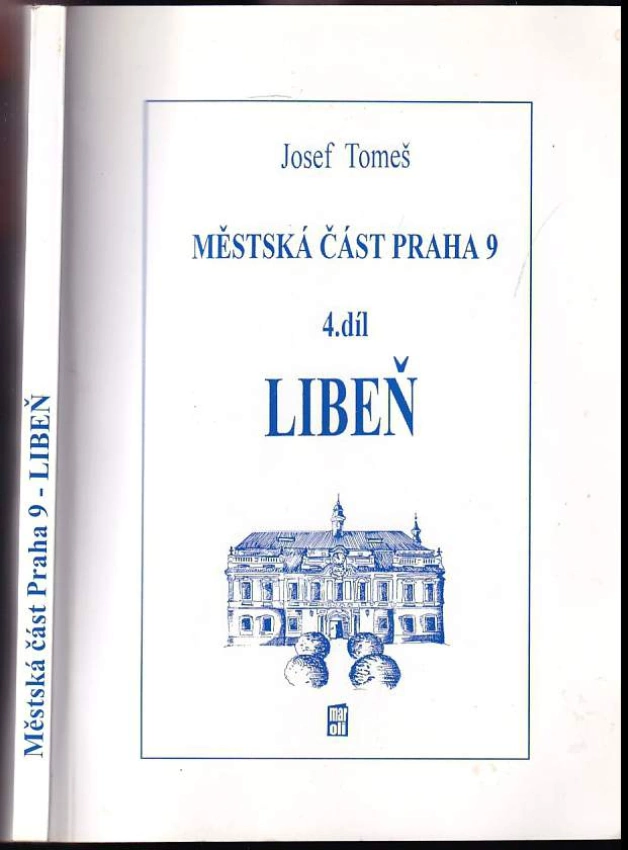 Josef Tomeš
MĚSTSKÁ ČÁST PRAHA 9
4.díl
LIBEŇ
mar
oli
Městská část Praha 9 - LIBEŇ